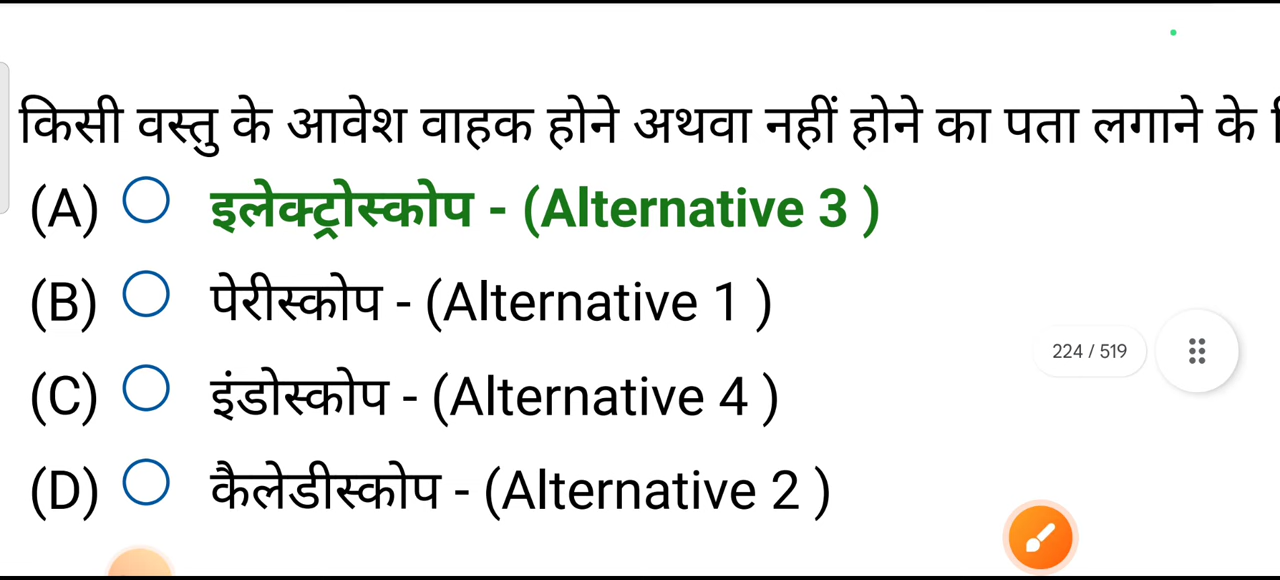 किसी वस्तु के आवेश वाहक होने अथवा नहीं होने का पता लगाने के
(A) इलेक्ट्रोस्कोप - (Alternative 3 )
(B) पेरीस्कोप - (Alternative 1 )
224 / 519
(C) इंडोस्कोप - (Alternative 4 )
(D) कैलेडीस्कोप - (Alternative 2 )